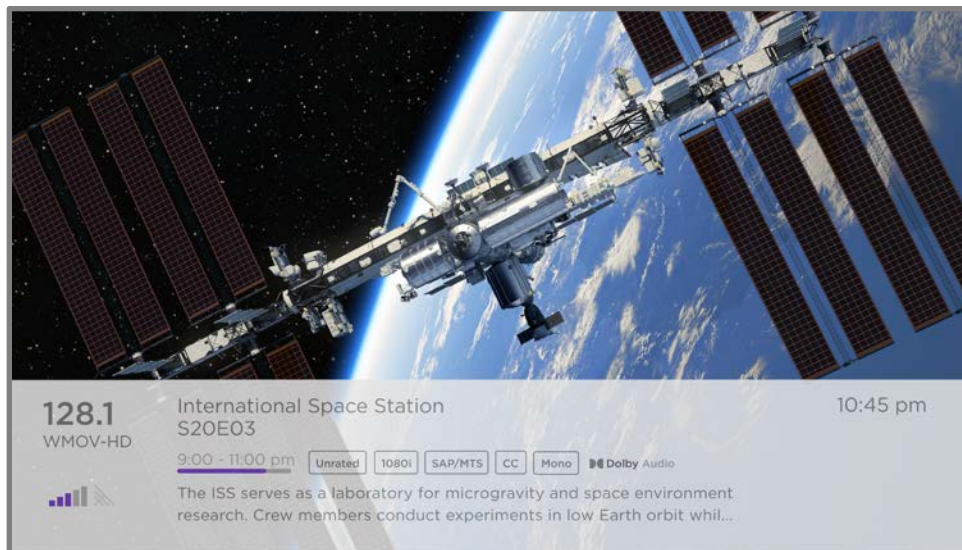 128.1
WMOV-HD
International Space Station
S20E03
10:45 pm
9:00 - 11:00 pm Unrated 1080i SAP/MTS CC Mono Dolby Audio
The ISS serves as a laboratory for microgravity and space environment
research. Crew members conduct experiments in low Earth orbit whil...